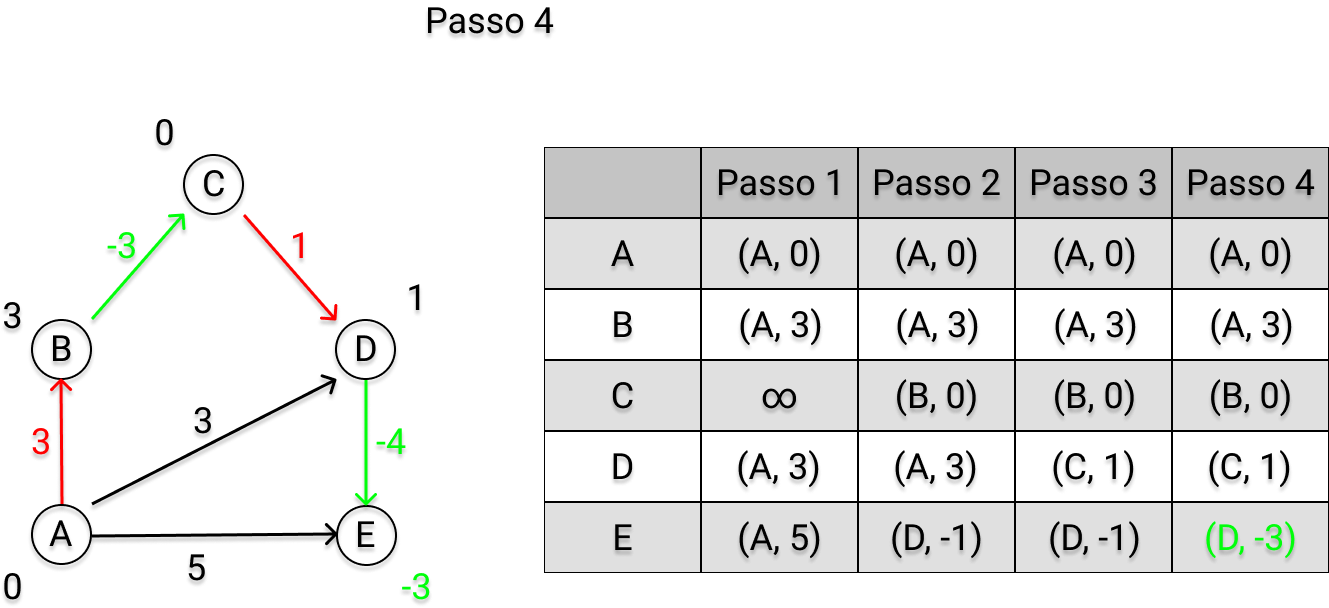 Passo 4
0
C
-3
1
3
B
D
1
3
3
-4
A
E
5
0
-3
Passo 1 Passo 2 Passo 3 Passo 4
A (A, 0) (A, 0) (A, 0) (A, 0)
B (A, 3) (A, 3) (A, 3) (A, 3)
C ∞ (B, 0) (B, 0) (B, 0)
D (A, 3) (A, 3) (C, 1) (C, 1)
E (A, 5) (D, -1) (D, -1) (D, -3)